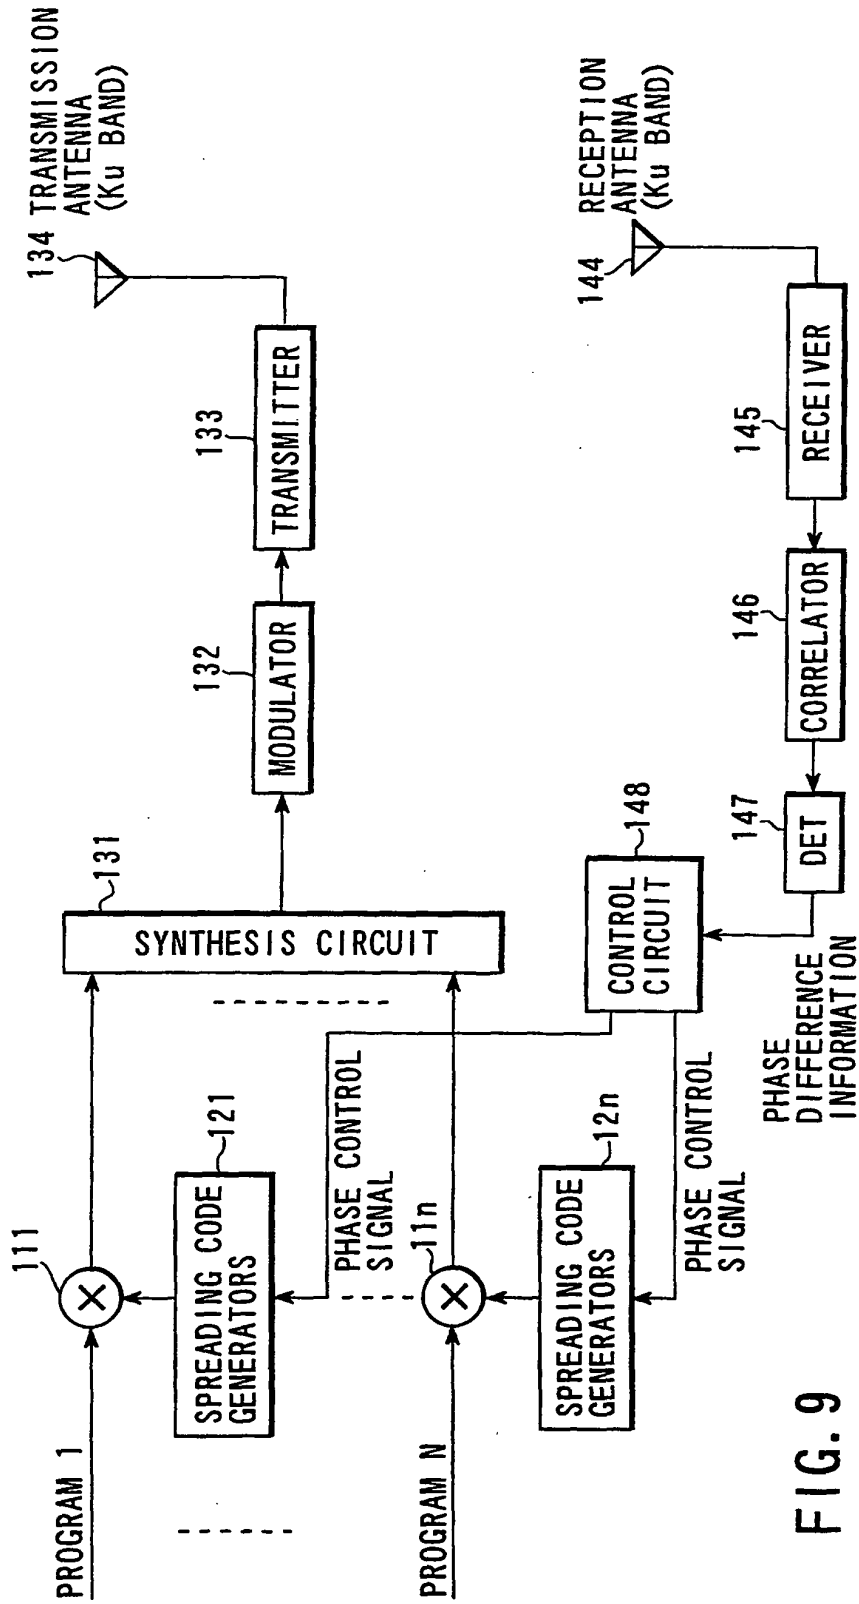 134 TRANSMISSION
ANTENNA
(Ku BAND)
133
TRANSMITTER
132
MODULATOR
131
SYNTHESIS CIRCUIT
111
PROGRAM 1
121
SPREADING CODE
GENERATORS
PHASE CONTROL
SIGNAL
11n
PROGRAM N
12n
SPREADING CODE
GENERATORS
PHASE CONTROL
SIGNAL
148
CONTROL
CIRCUIT
144
RECEPTION
ANTENNA
(Ku BAND)
145
RECEIVER
146
CORRELATOR
147
DET
PHASE
DIFFERENCE
INFORMATION
FIG. 9